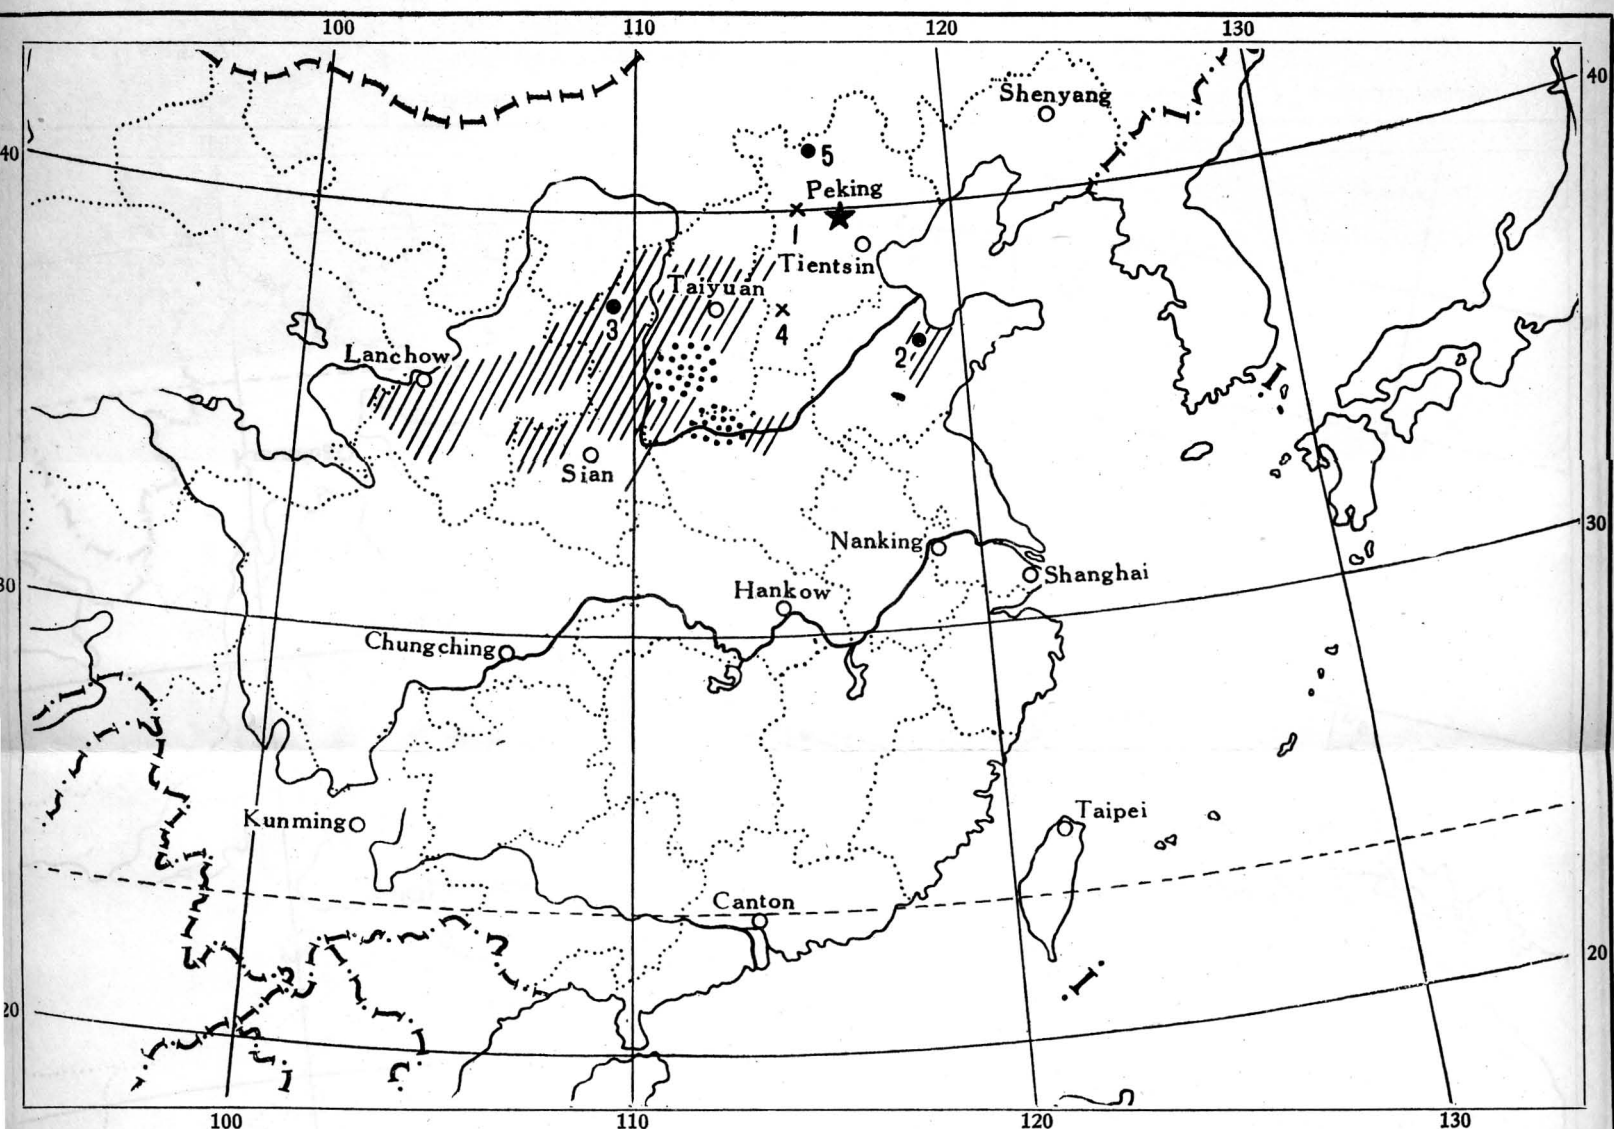 100 110 120 130
40
40
Shenyang
5
Peking
1
Tientsin
Taiyuan
3
4
2
Lanchow
Sian
30
Nanking
Shanghai
Hankow
30
Chungching
Kunming
Taipei
Canton
20
20
100 110 120 130